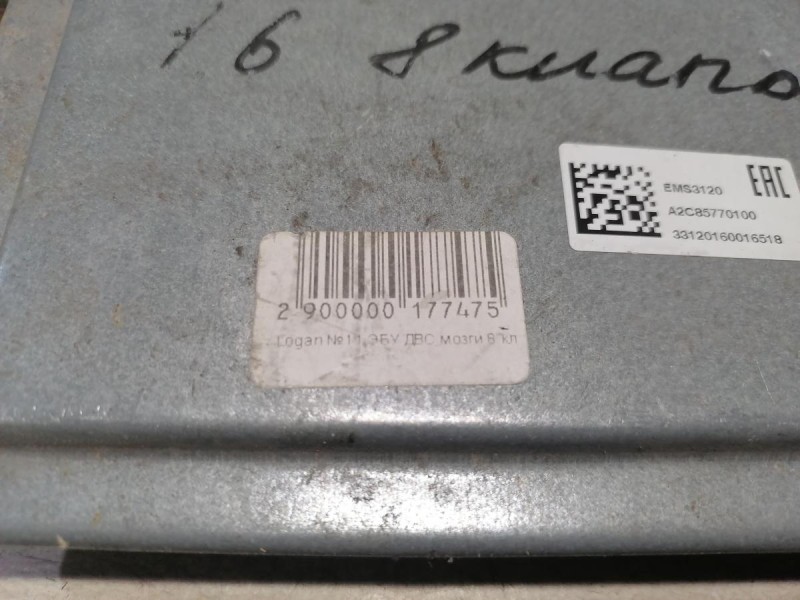 16 8 клапо
EMS3120 EAC
A2C85770100
33120160016518
2 900000 177475
Logan №11 ЭБУ ДВС мозги 8 кл